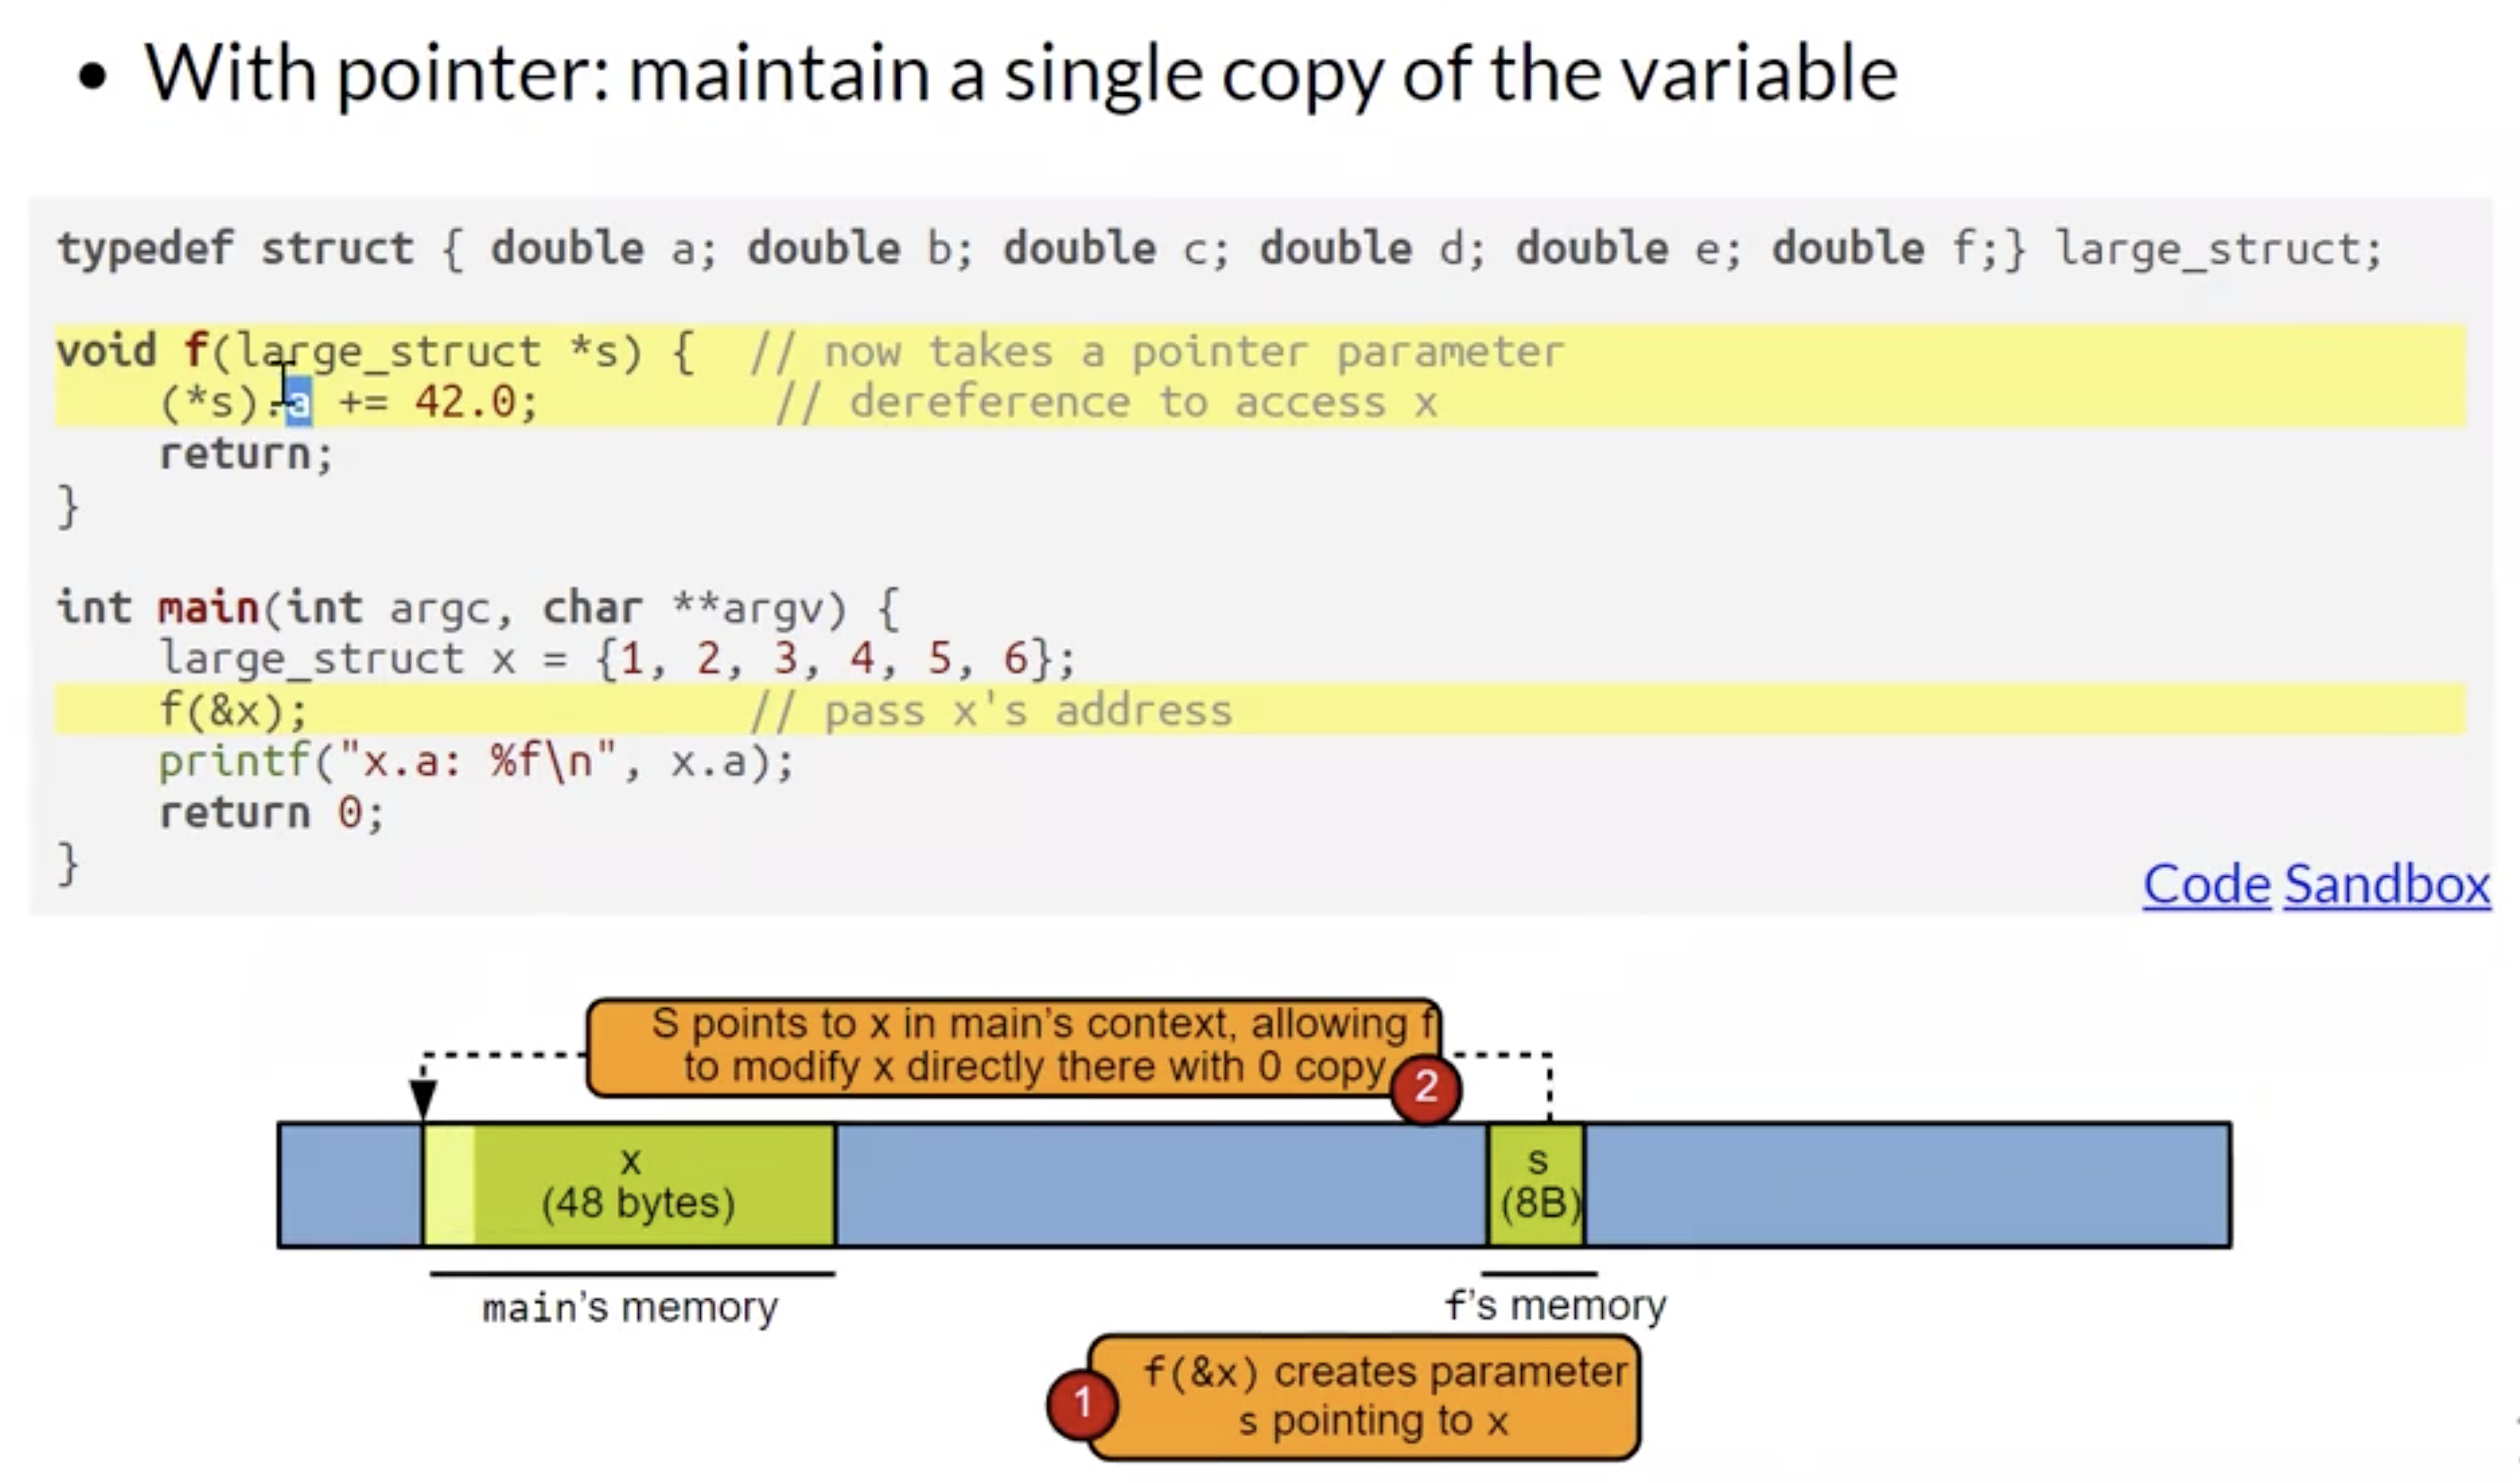 • With pointer: maintain a single copy of the variable
typedef struct { double a; double b; double c; double d; double e; double f;} large_struct;
void f(large_struct *s) {  // now takes a pointer parameter
    (*s).a += 42.0;         // dereference to access x
    return;
}
int main(int argc, char **argv) {
    large_struct x = {1, 2, 3, 4, 5, 6};
    f(&x);                 // pass x's address
    printf("x.a: %f\n", x.a);
    return 0;
}
Code Sandbox
S points to x in main's context, allowing f
to modify x directly there with 0 copy
2
x
(48 bytes)
s
(8B)
main's memory
f's memory
1
f(&x) creates parameter
s pointing to x